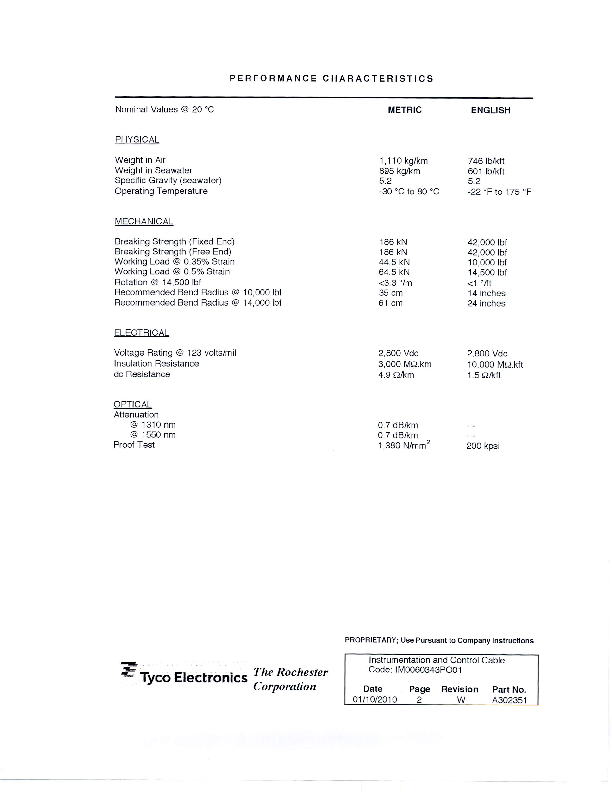 PERFORMANCE CHARACTERISTICS
Nominal Values @ 20 °C METRIC ENGLISH
PHYSICAL
Weight in Air 1,110 kg/km 746 lb/kft
Weight in Seawater 895 kg/km 601 lb/kft
Specific Gravity (seawater) 5.2 5.2
Operating Temperature -30 °C to 80 °C -22 °F to 175 °F
MECHANICAL
Breaking Strength (Fixed End) 186 kN 42,000 lbf
Breaking Strength (Free End) 186 kN 42,000 lbf
Working Load @ 0.35% Strain 44.5 kN 10,000 lbf
Working Load @ 0.5% Strain 64.5 kN 14,500 lbf
Rotation @ 14,500 lbf <3.3 °/m <1 °/ft
Recommended Bend Radius @ 10,000 lbf 35 cm 14 inches
Recommended Bend Radius @ 14,000 lbf 61 cm 24 inches
ELECTRICAL
Voltage Rating @ 123 volts/mil 2,800 Vdc 2,800 Vdc
Insulation Resistance 3,000 MΩ.km 10,000 MΩ.kft
dc Resistance 4.9 Ω/km 1.5 Ω/kft
OPTICAL
Attenuation
@ 1310 nm 0.7 dB/km --
@ 1550 nm 0.7 dB/km --
Proof Test 1,380 N/mm² 200 kpsi
PROPRIETARY; Use Pursuant to Company Instructions
Instrumentation and Control Cable
Code: IM0060343PO01
Tyco Electronics The Rochester Corporation
Date Page Revision Part No.
01/10/2010 2 W A302351